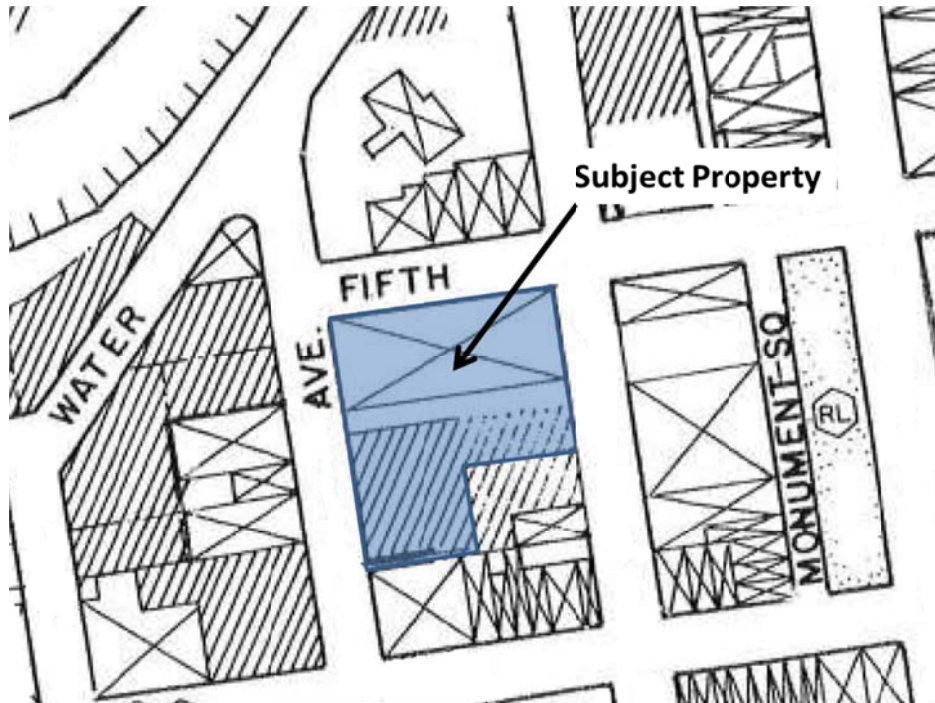 Subject Property
FIFTH
WATER
AVE.
MONUMENT-SQ
RL